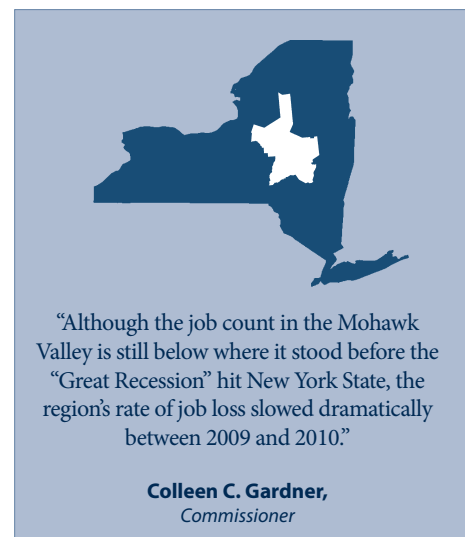 “Although the job count in the Mohawk
Valley is still below where it stood before the
“Great Recession” hit New York State, the
region’s rate of job loss slowed dramatically
between 2009 and 2010.”
Colleen C. Gardner,
Commissioner